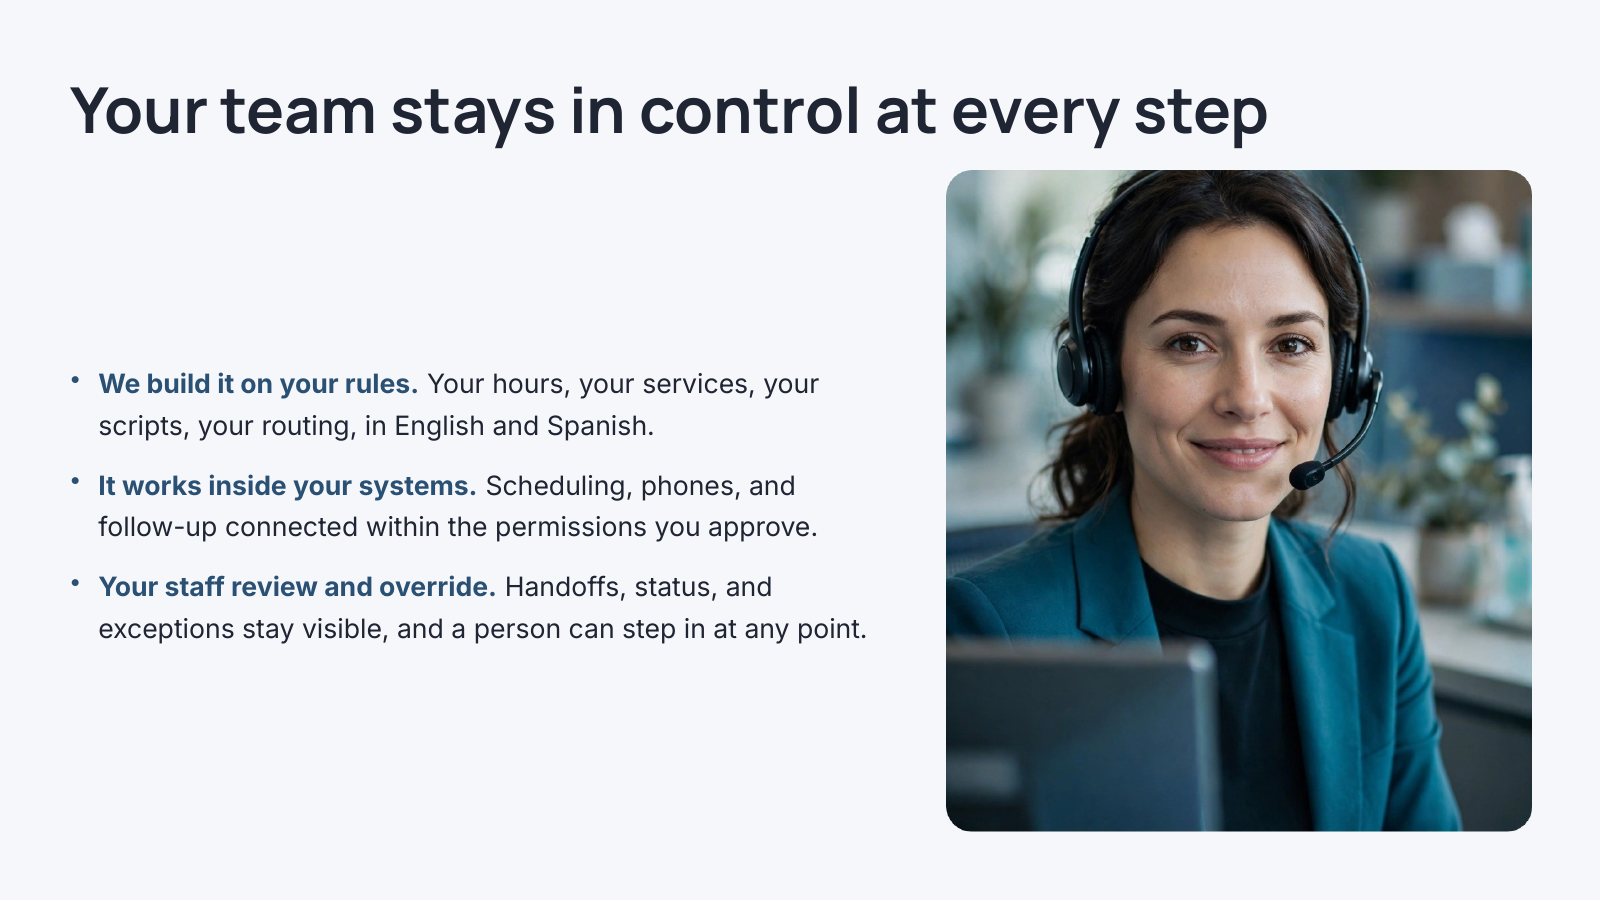 Your team stays in control at every step
• We build it on your rules. Your hours, your services, your
scripts, your routing, in English and Spanish.
• It works inside your systems. Scheduling, phones, and
follow-up connected within the permissions you approve.
• Your staff review and override. Handoffs, status, and
exceptions stay visible, and a person can step in at any point.